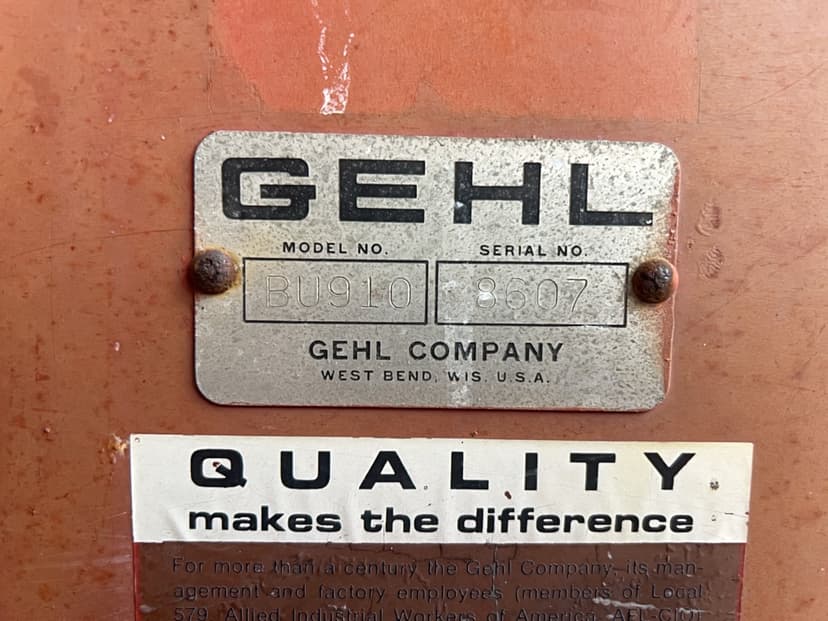 GEHL
MODEL NO. SERIAL NO.
BU910 8607
GEHL COMPANY
WEST BEND, WIS. U.S.A.
QUALITY
makes the difference
For more than a century the Gehl Company, its man-
agement and factory employees (members of Local
579, Allied Industrial Workers of America, AFL-CIO)